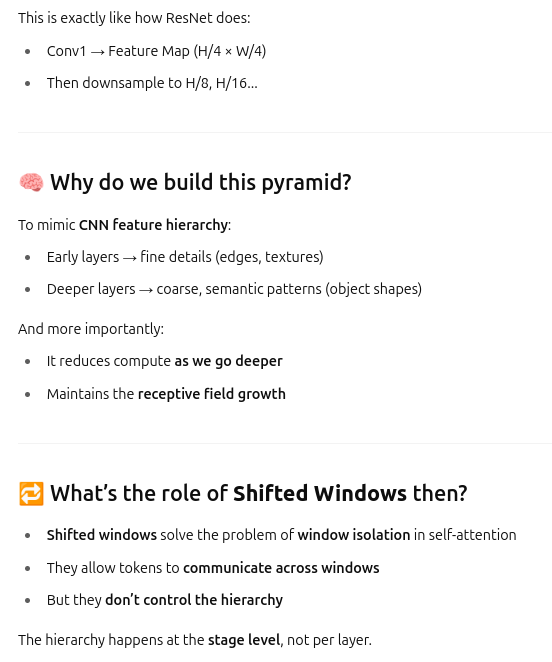 This is exactly like how ResNet does:
• Conv1 → Feature Map (H/4 × W/4)
• Then downsample to H/8, H/16...
🧠 Why do we build this pyramid?
To mimic CNN feature hierarchy:
• Early layers → fine details (edges, textures)
• Deeper layers → coarse, semantic patterns (object shapes)
And more importantly:
• It reduces compute as we go deeper
• Maintains the receptive field growth
🔁 What’s the role of Shifted Windows then?
• Shifted windows solve the problem of window isolation in self-attention
• They allow tokens to communicate across windows
• But they don’t control the hierarchy
The hierarchy happens at the stage level, not per layer.